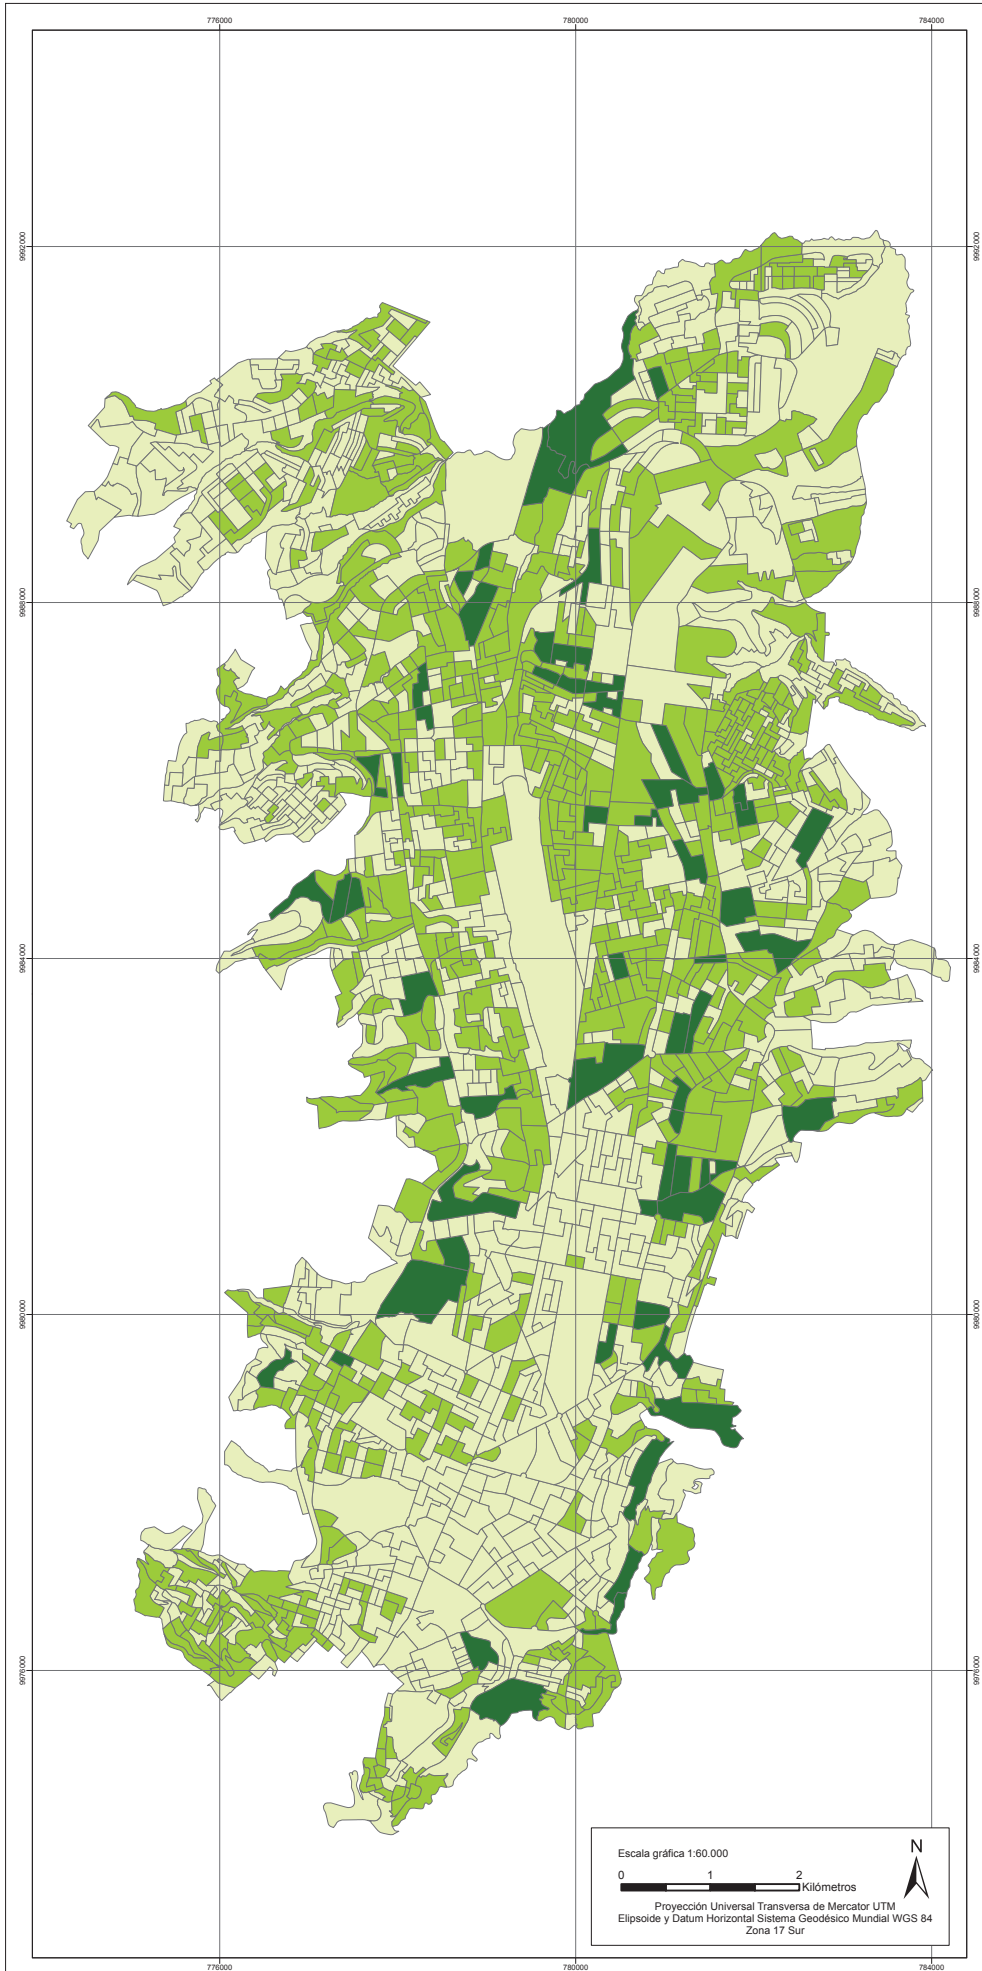 776000 780000 784000
9992000 9992000
9988000 9988000
9984000 9984000
9980000 9980000
9976000 9976000
Escala gráfica 1:60.000
N
0 1 2
Kilómetros
Proyección Universal Transversa de Mercator UTM
Elipsoide y Datum Horizontal Sistema Geodésico Mundial WGS 84
Zona 17 Sur
776000 780000 784000